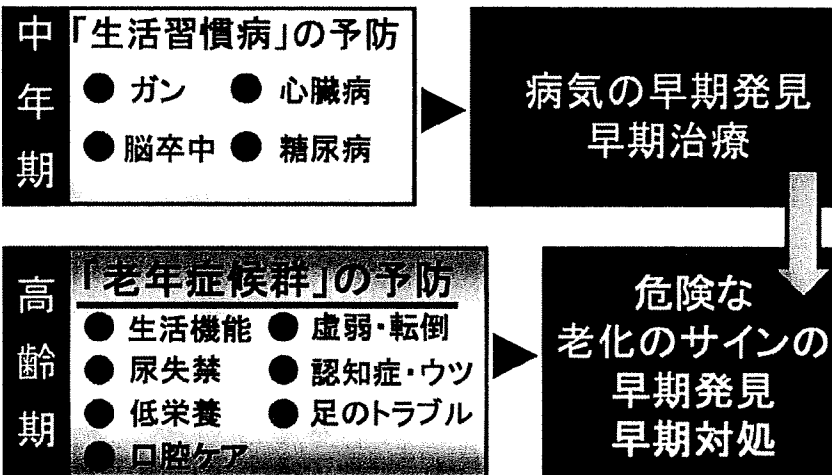 中年期
「生活習慣病」の予防
● ガン ● 心臓病
● 脳卒中 ● 糖尿病
病気の早期発見
早期治療
高齢期
「老年症候群」の予防
● 生活機能 ● 虚弱・転倒
● 尿失禁 ● 認知症・ウツ
● 低栄養 ● 足のトラブル
● 口腔ケア
危険な
老化のサインの
早期発見
早期対処